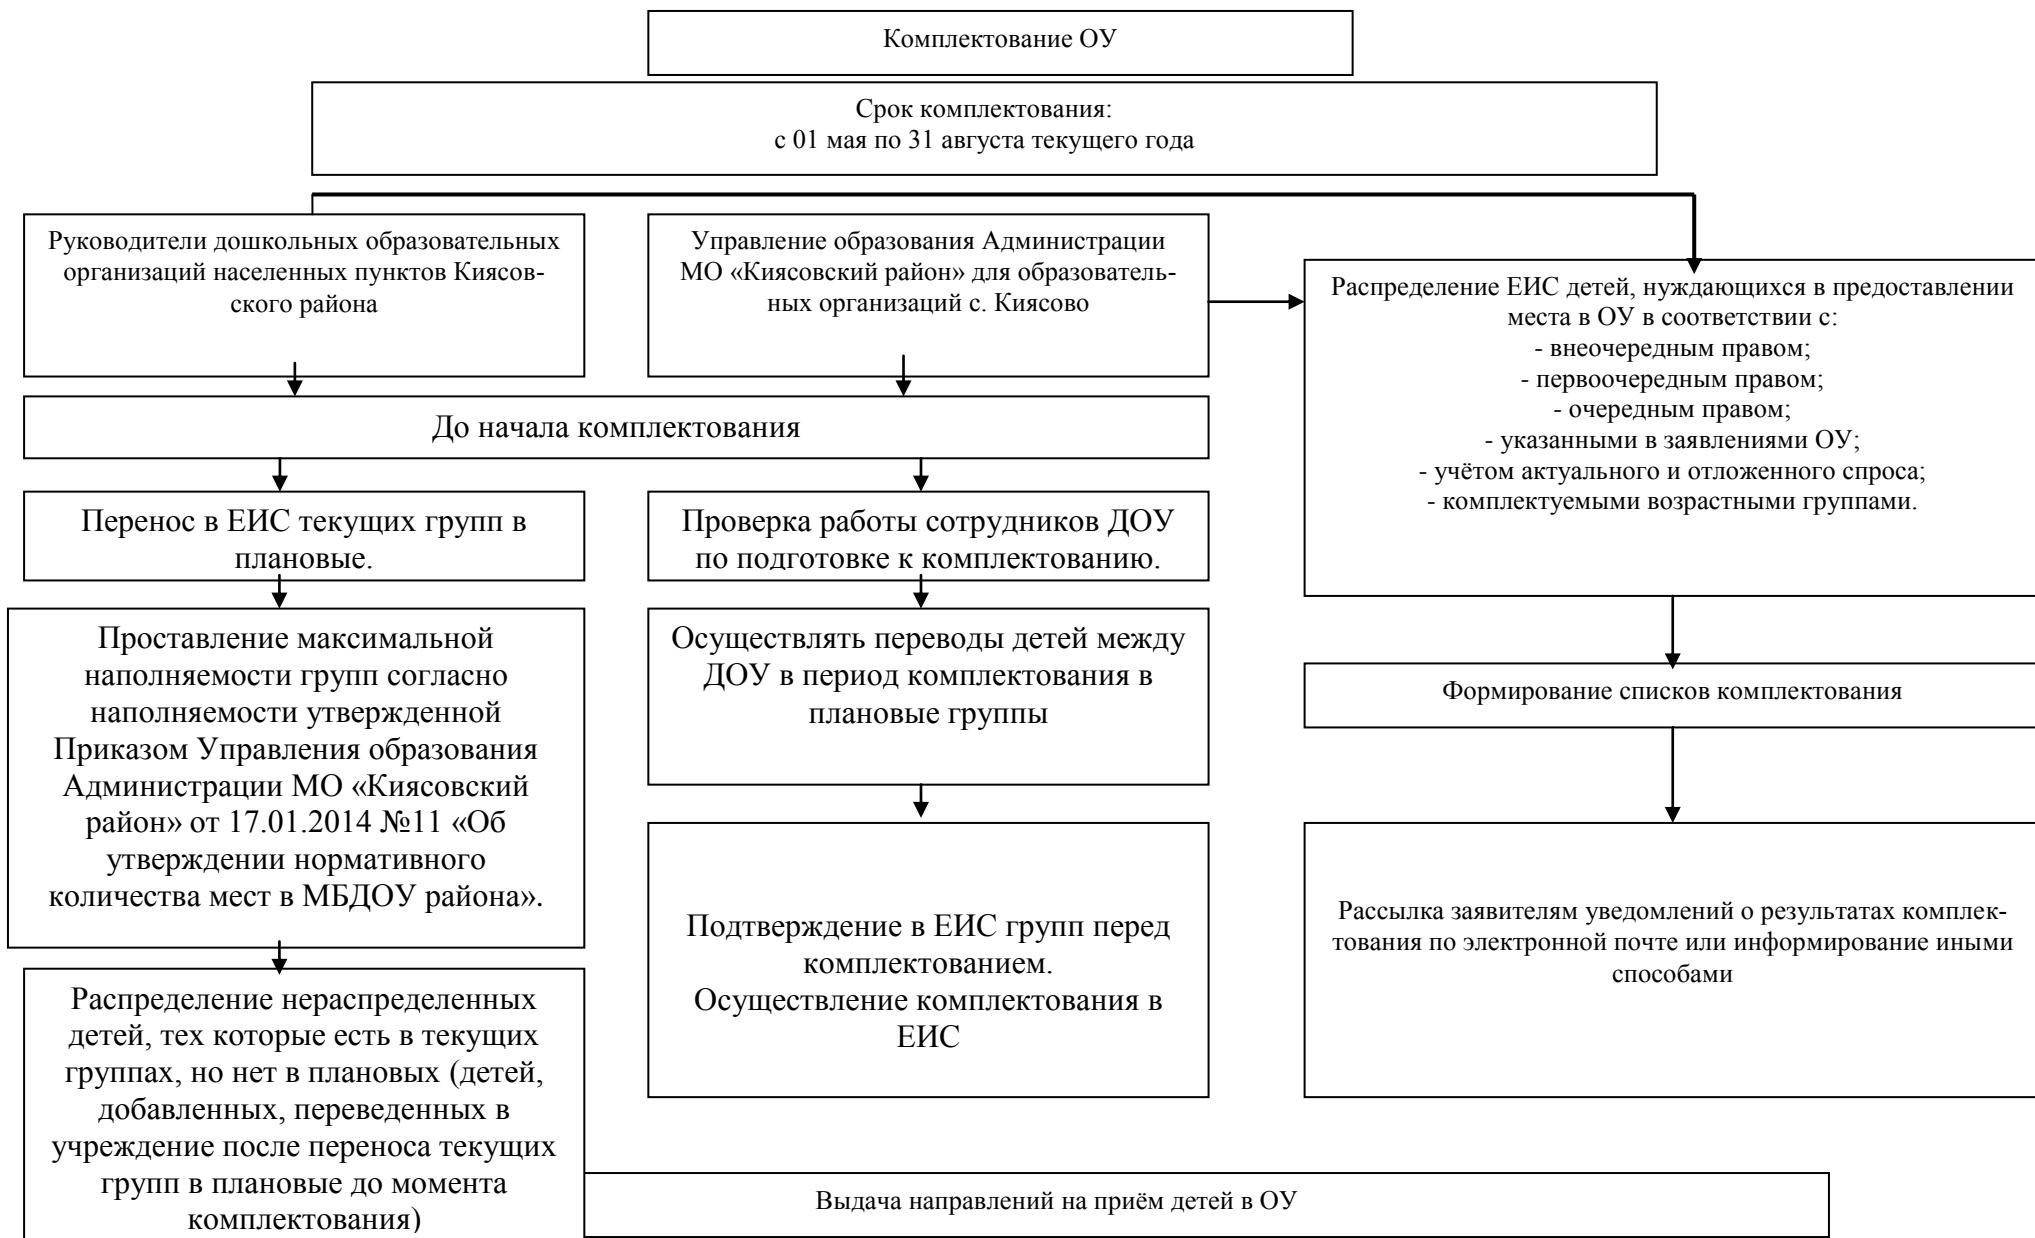 Комплектование ОУ
Срок комплектования:
с 01 мая по 31 августа текущего года
Руководители дошкольных образовательных
организаций населенных пунктов Киясов-
ского района
Управление образования Администрации
МО «Киясовский район» для образователь-
ных организаций с. Киясово
Распределение ЕИС детей, нуждающихся в предоставлении
места в ОУ в соответствии с:
- внеочередным правом;
- первоочередным правом;
- очередным правом;
- указанными в заявлениями ОУ;
- учётом актуального и отложенного спроса;
- комплектуемыми возрастными группами.
До начала комплектования
Перенос в ЕИС текущих групп в
плановые.
Проверка работы сотрудников ДОУ
по подготовке к комплектованию.
Проставление максимальной
наполняемости групп согласно
наполняемости утвержденной
Приказом Управления образования
Администрации МО «Киясовский
район» от 17.01.2014 №11 «Об
утверждении нормативного
количества мест в МБДОУ района».
Осуществлять переводы детей между
ДОУ в период комплектования в
плановые группы
Формирование списков комплектования
Подтверждение в ЕИС групп перед
комплектованием.
Осуществление комплектования в
ЕИС
Рассылка заявителям уведомлений о результатах комплек-
тования по электронной почте или информирование иными
способами
Распределение нераспределенных
детей, тех которые есть в текущих
группах, но нет в плановых (детей,
добавленных, переведенных в
учреждение после переноса текущих
групп в плановые до момента
комплектования)
Выдача направлений на приём детей в ОУ